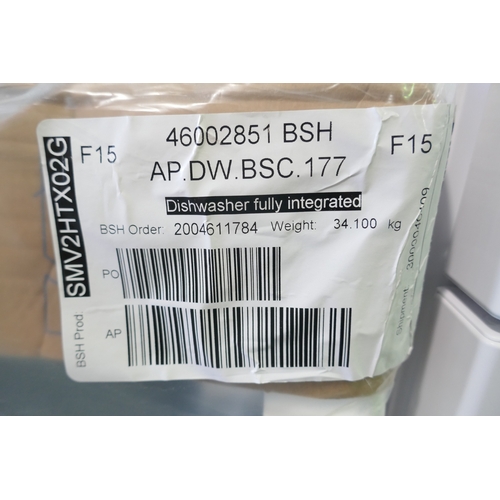 46002851 BSH
F15
F15
AP.DW.BSC.177
Dishwasher fully integrated
BSH Order: 2004611784 Weight: 34.100 kg
PO
AP
BSH Prod. SMV2HTX02G
Shipment